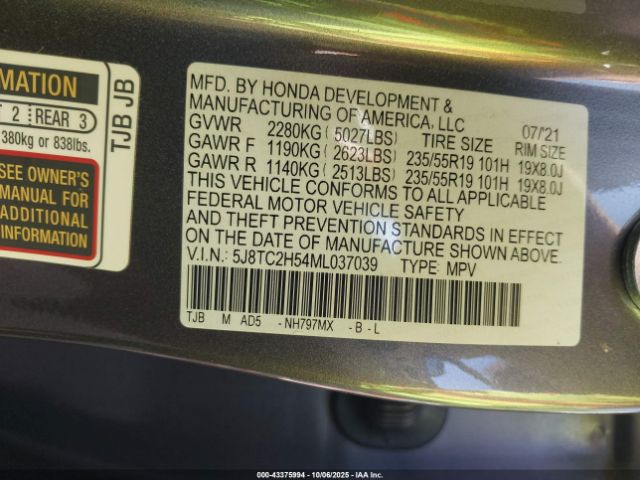 RMATION
T 2 REAR 3
380kg or 838lbs.
SEE OWNER'S
MANUAL FOR
ADDITIONAL
INFORMATION
TJB JB
MFD. BY HONDA DEVELOPMENT &
MANUFACTURING OF AMERICA, LLC 07/'21
GVWR 2280KG ( 5027LBS) TIRE SIZE RIM SIZE
GAWR F 1190KG ( 2623LBS) 235/55R19 101H 19X8.0J
GAWR R 1140KG ( 2513LBS) 235/55R19 101H 19X8.0J
THIS VEHICLE CONFORMS TO ALL APPLICABLE
FEDERAL MOTOR VEHICLE SAFETY
AND THEFT PREVENTION STANDARDS IN EFFECT
ON THE DATE OF MANUFACTURE SHOWN ABOVE.
V.I.N.: 5J8TC2H54ML037039 TYPE: MPV
TJB M AD5 -NH797MX -B-L
000-43375994 - 10/06/2025 - IAA Inc.